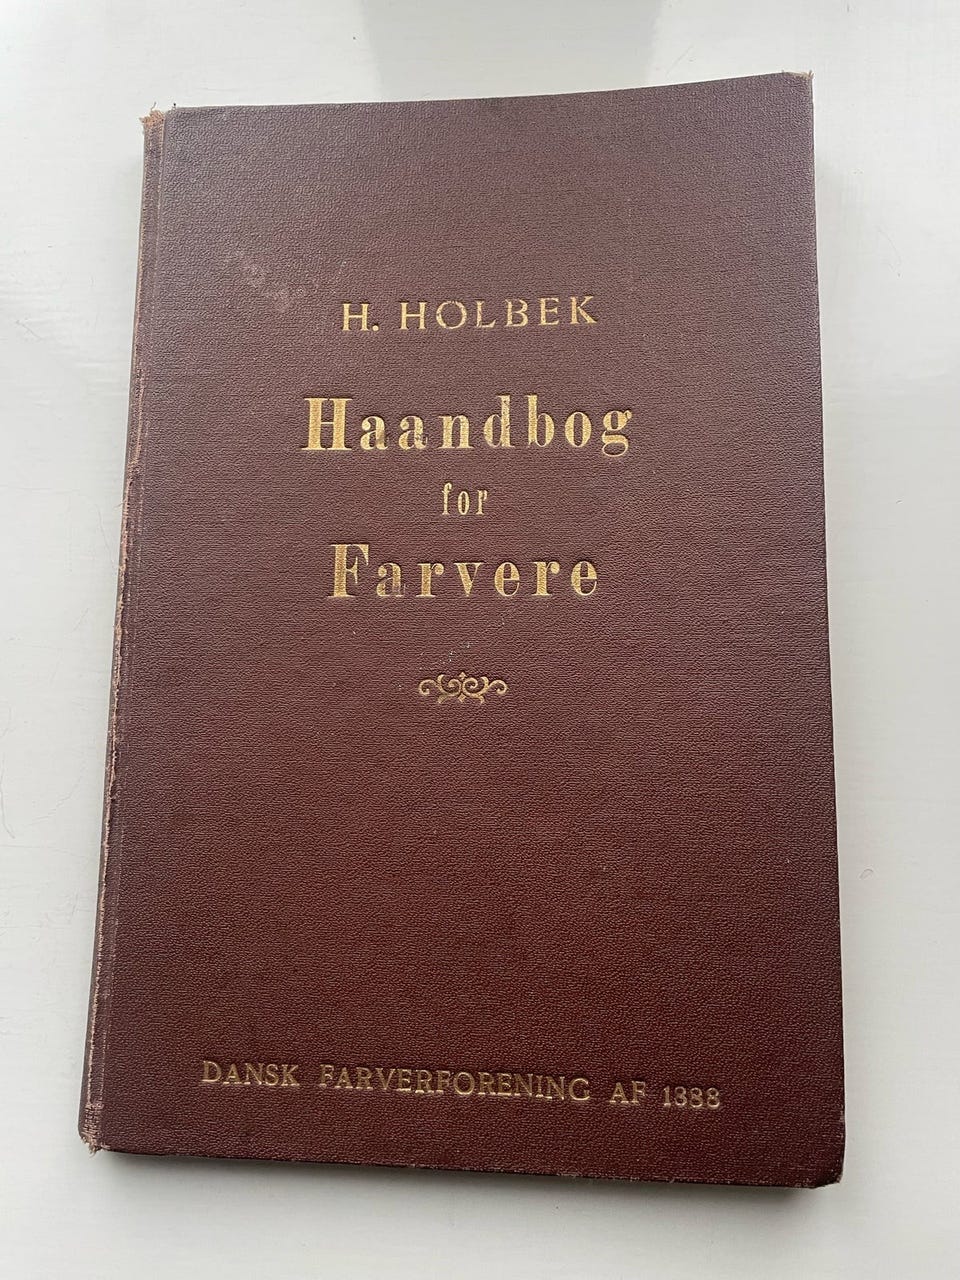 H. HOLBEK
Haandbog
for
Farvere
DANSK FARVERFORENING AF 1888